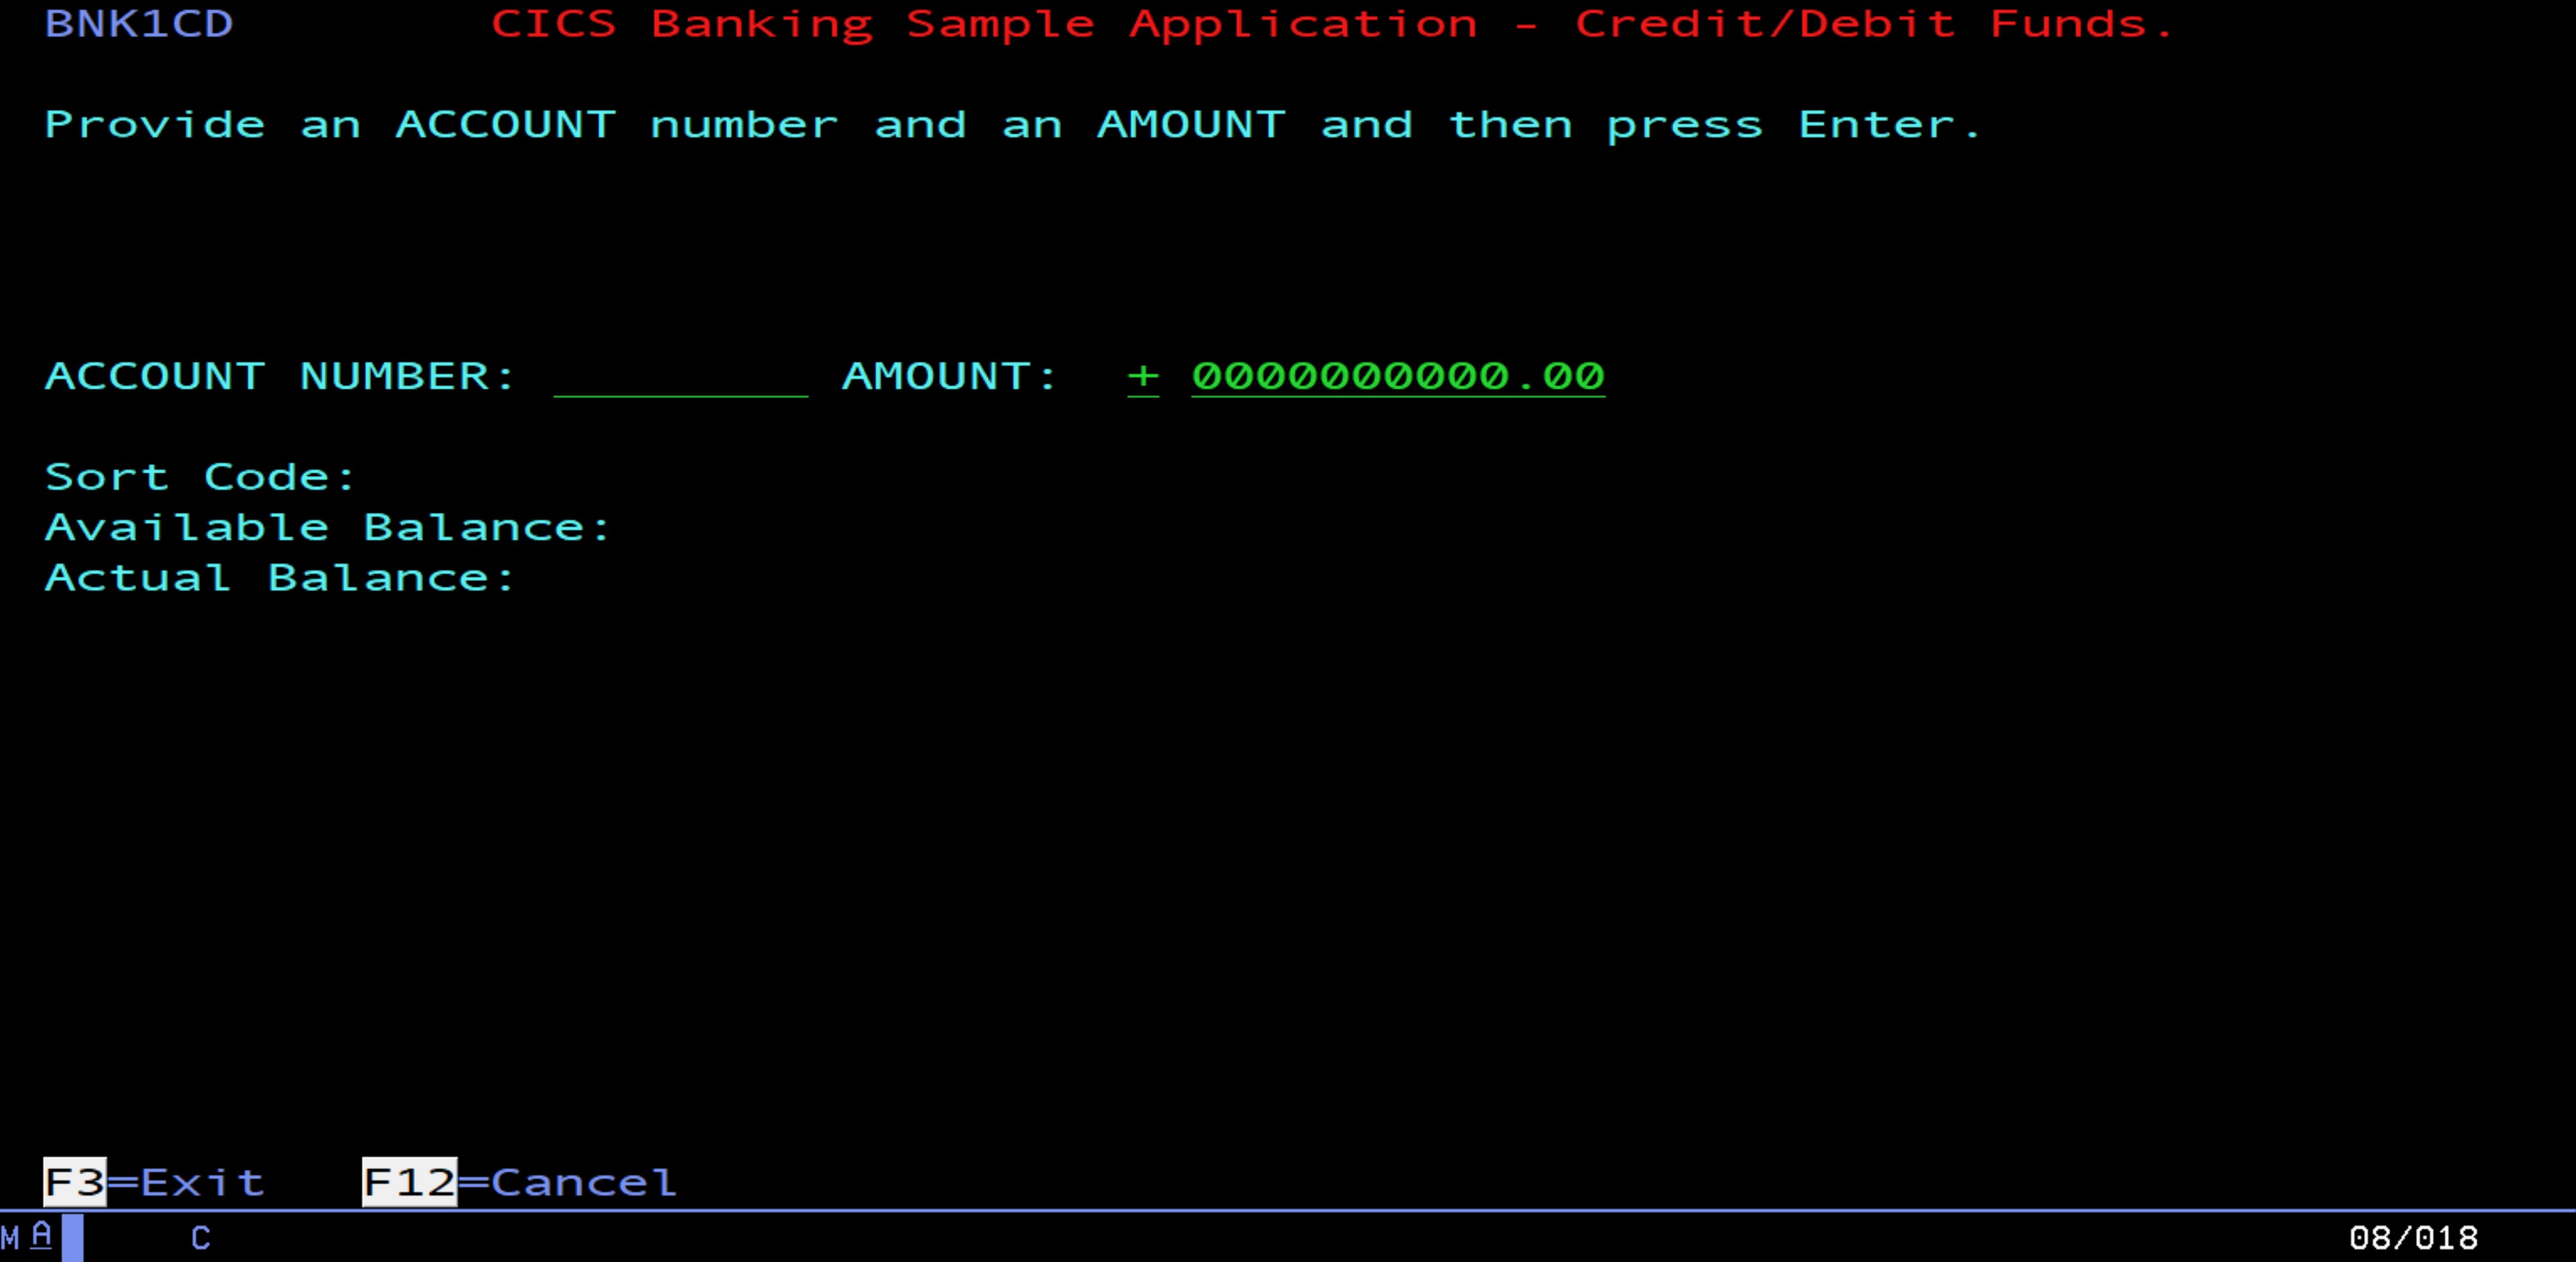 BNK1CD CICS Banking Sample Application - Credit/Debit Funds.
Provide an ACCOUNT number and an AMOUNT and then press Enter.
ACCOUNT NUMBER: ________ AMOUNT: + 0000000000.00
Sort Code:
Available Balance:
Actual Balance:
F3=Exit F12=Cancel
MA C 08/018